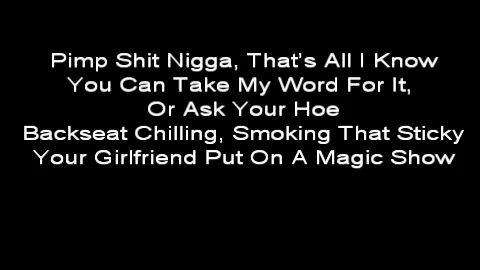 Pimp Shit Nigga, That's All I Know
You Can Take My Word For It,
Or Ask Your Hoe
Backseat Chilling, Smoking That Sticky
Your Girlfriend Put On A Magic Show